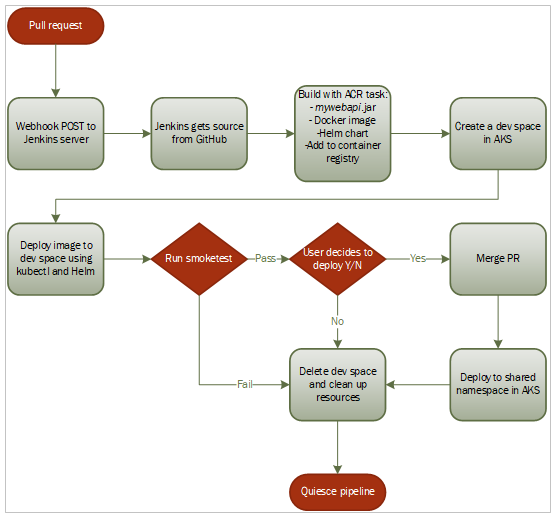 Pull request
Webhook POST to
Jenkins server
Jenkins gets source
from GitHub
Build with ACR task:
- mywebapi.jar
- Docker image
-Helm chart
-Add to container
registry
Create a dev space
in AKS
Deploy image to
dev space using
kubectl and Helm
Run smoketest
Pass
User decides to
deploy Y/N
Yes
Merge PR
No
Fail
Delete dev space
and clean up
resources
Deploy to shared
namespace in AKS
Quiesce pipeline